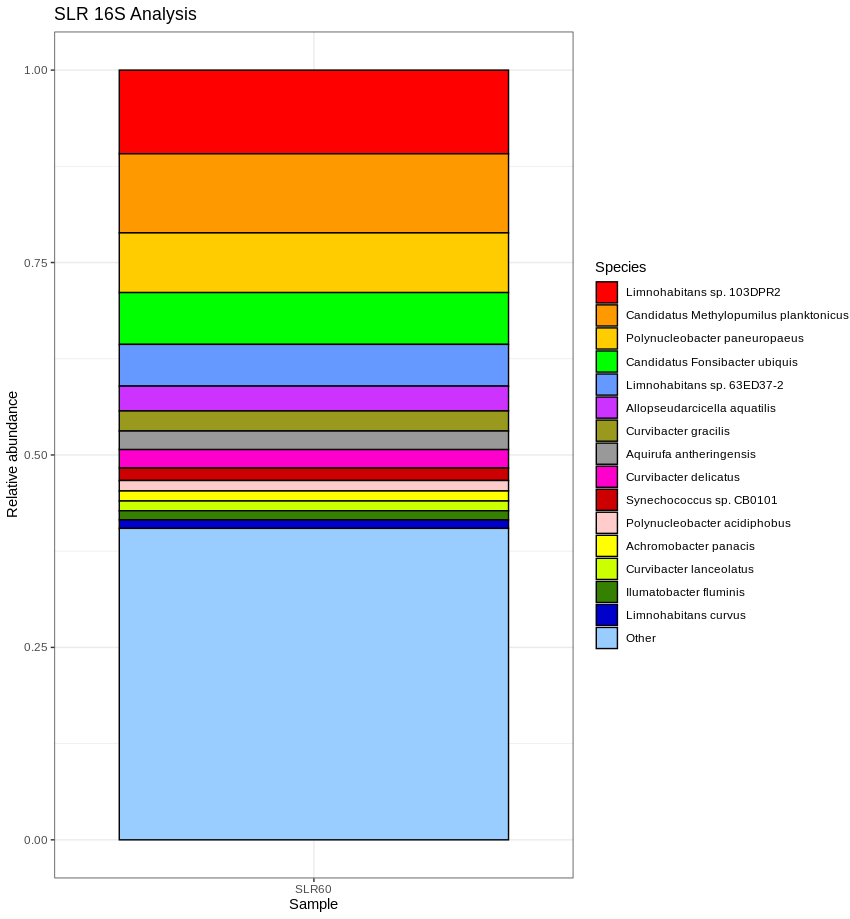 SLR 16S Analysis
1.00
0.75
0.50
0.25
0.00
Relative abundance
SLR60
Sample
Species
Limnohabitans sp. 103DPR2
Candidatus Methylopumilus planktonicus
Polynucleobacter paneuropaeus
Candidatus Fonsibacter ubiquis
Limnohabitans sp. 63ED37-2
Allopseudarcicella aquatilis
Curvibacter gracilis
Aquirufa antheringensis
Curvibacter delicatus
Synechococcus sp. CB0101
Polynucleobacter acidiphobus
Achromobacter panacis
Curvibacter lanceolatus
Ilumatobacter fluminis
Limnohabitans curvus
Other